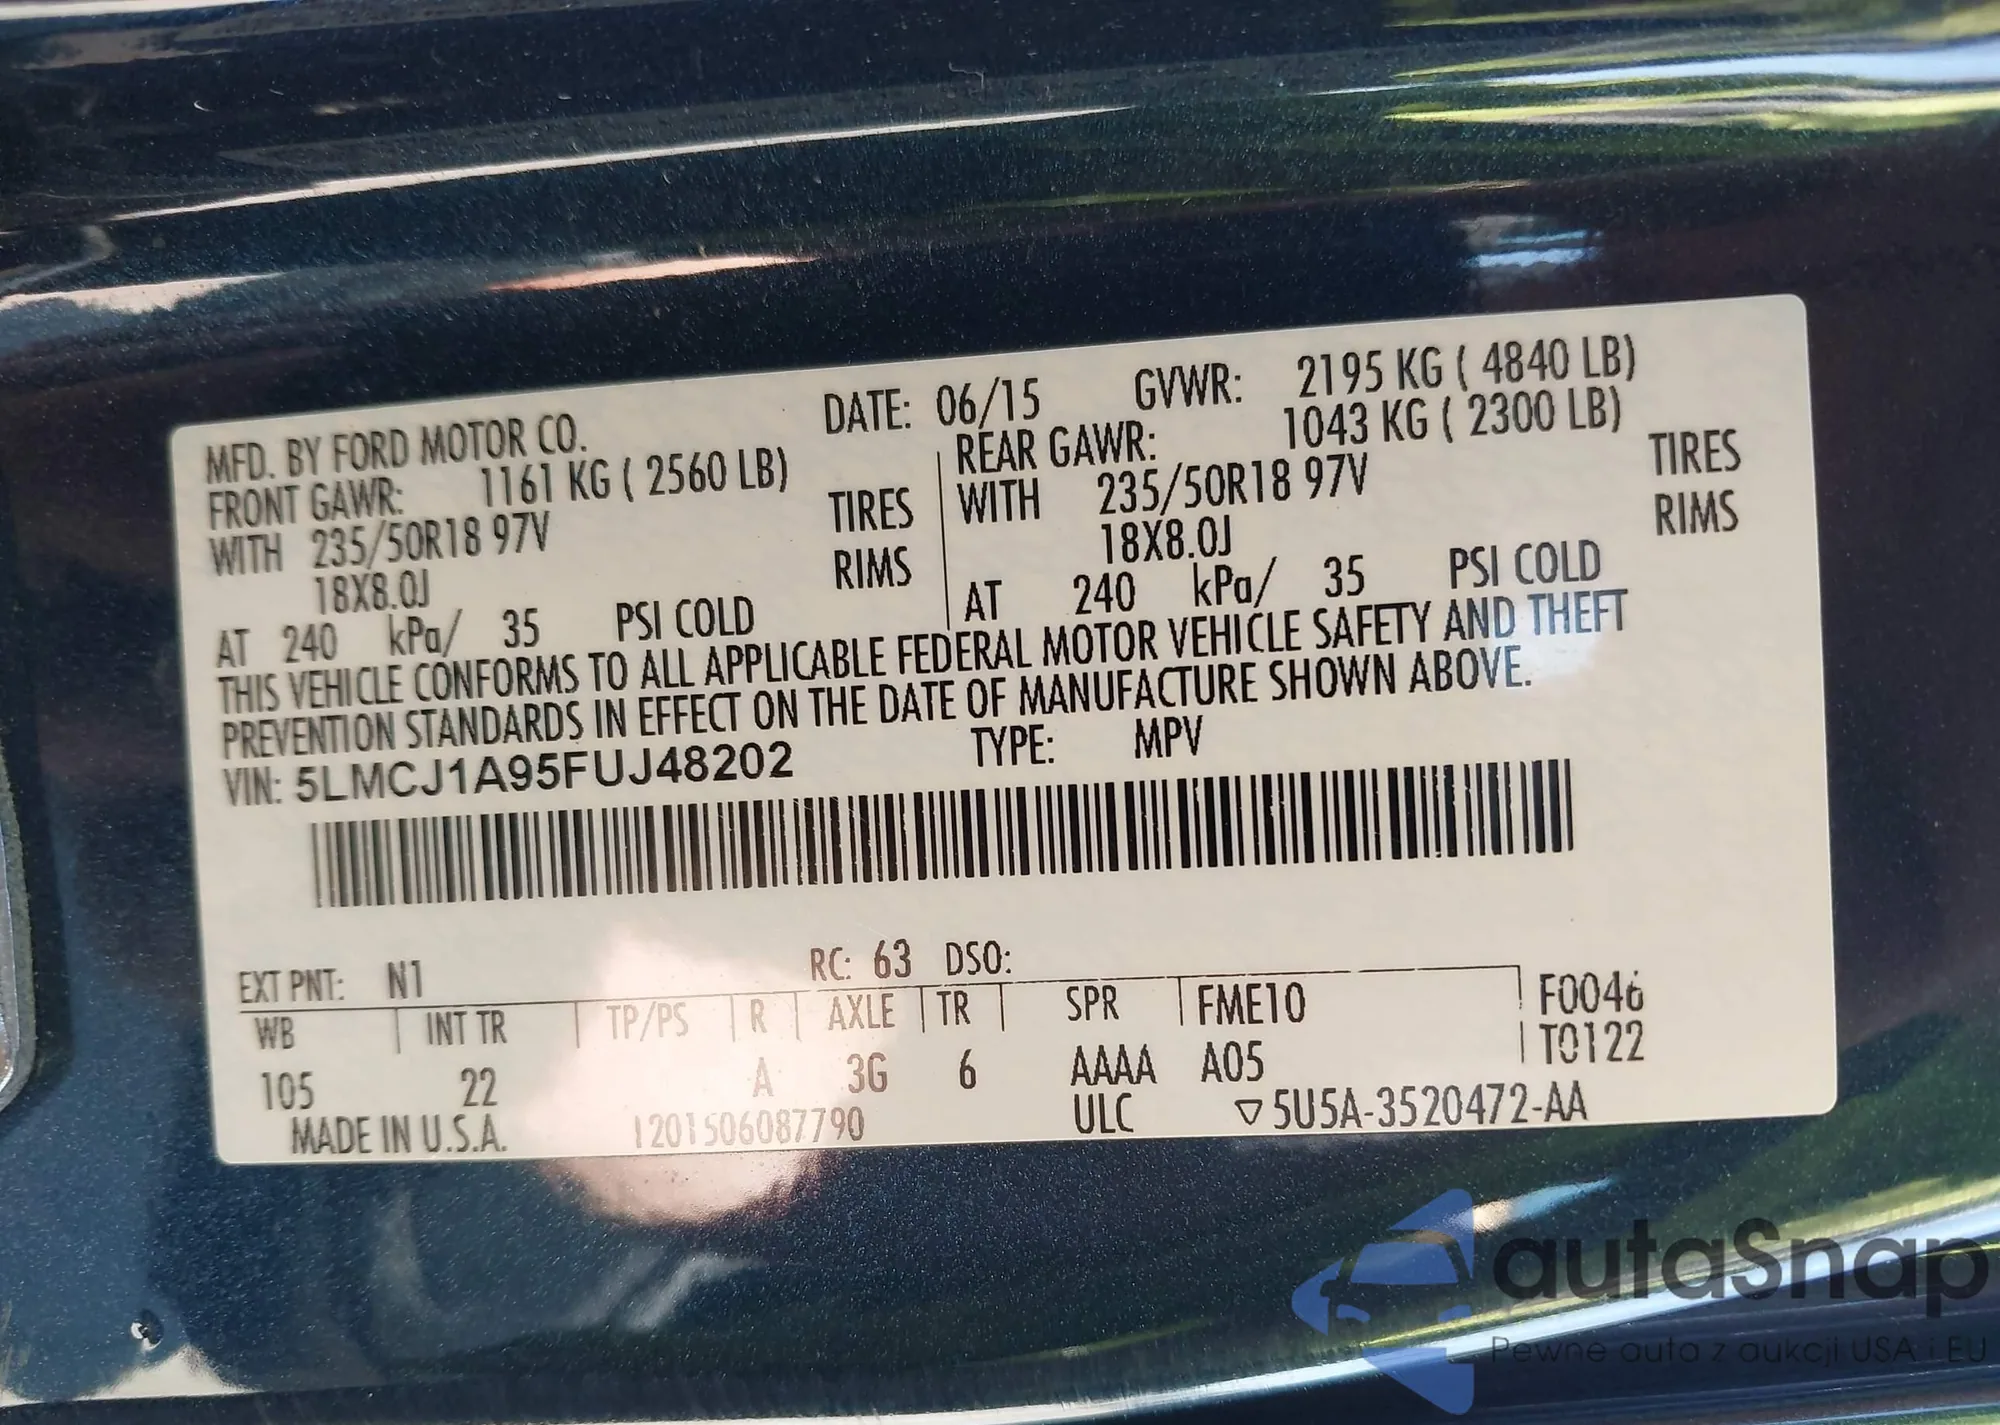 MFD. BY FORD MOTOR CO. DATE: 06/15 GVWR: 2195 KG ( 4840 LB)
FRONT GAWR: 1161 KG ( 2560 LB) REAR GAWR: 1043 KG ( 2300 LB)
WITH 235/50R18 97V TIRES WITH 235/50R18 97V TIRES
18X8.0J RIMS 18X8.0J RIMS
AT 240 kPa/ 35 PSI COLD AT 240 kPa/ 35 PSI COLD
THIS VEHICLE CONFORMS TO ALL APPLICABLE FEDERAL MOTOR VEHICLE SAFETY AND THEFT
PREVENTION STANDARDS IN EFFECT ON THE DATE OF MANUFACTURE SHOWN ABOVE.
VIN: 5LMCJ1A95FUJ48202 TYPE: MPV
EXT PNT: N1 RC: 63 DSO:
WB INT TR TP/PS R AXLE TR SPR FME10 F0046
105 22 A 3G 6 AAAA A05 T0122
MADE IN U.S.A. 1201506087790 ULC ▽5U5A-3520472-AA
autaSnap
Pewne auta z aukcji USA i EU